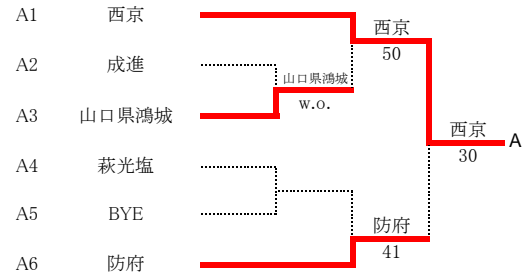 A1 西京
西京
50
A2 成進
山口県鴻城
w.o.
A3 山口県鴻城
西京
A
30
A4 萩光塩
A5 BYE
防府
41
A6 防府